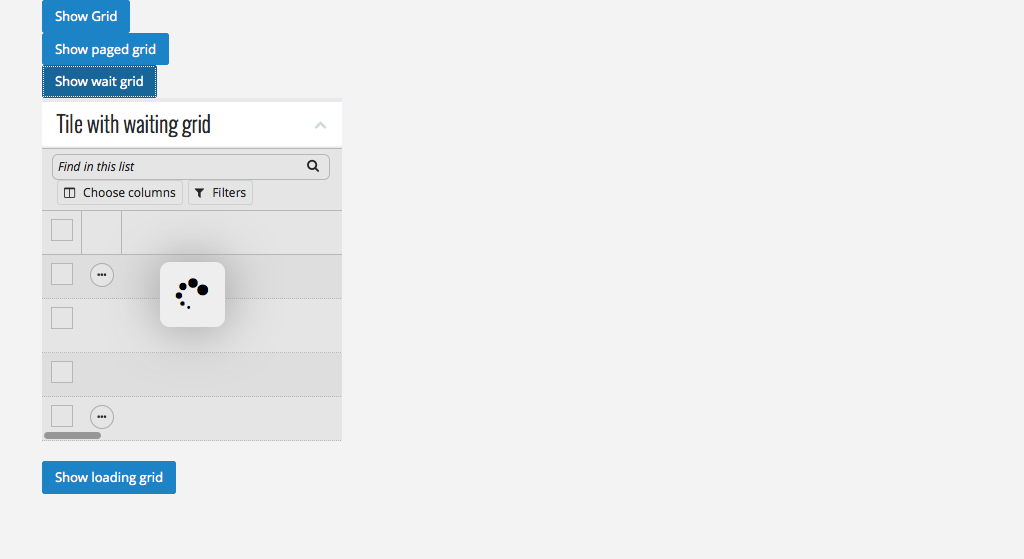 Show Grid
Show paged grid
Show wait grid
Tile with waiting grid
Find in this list
Choose columns Filters
Show loading grid